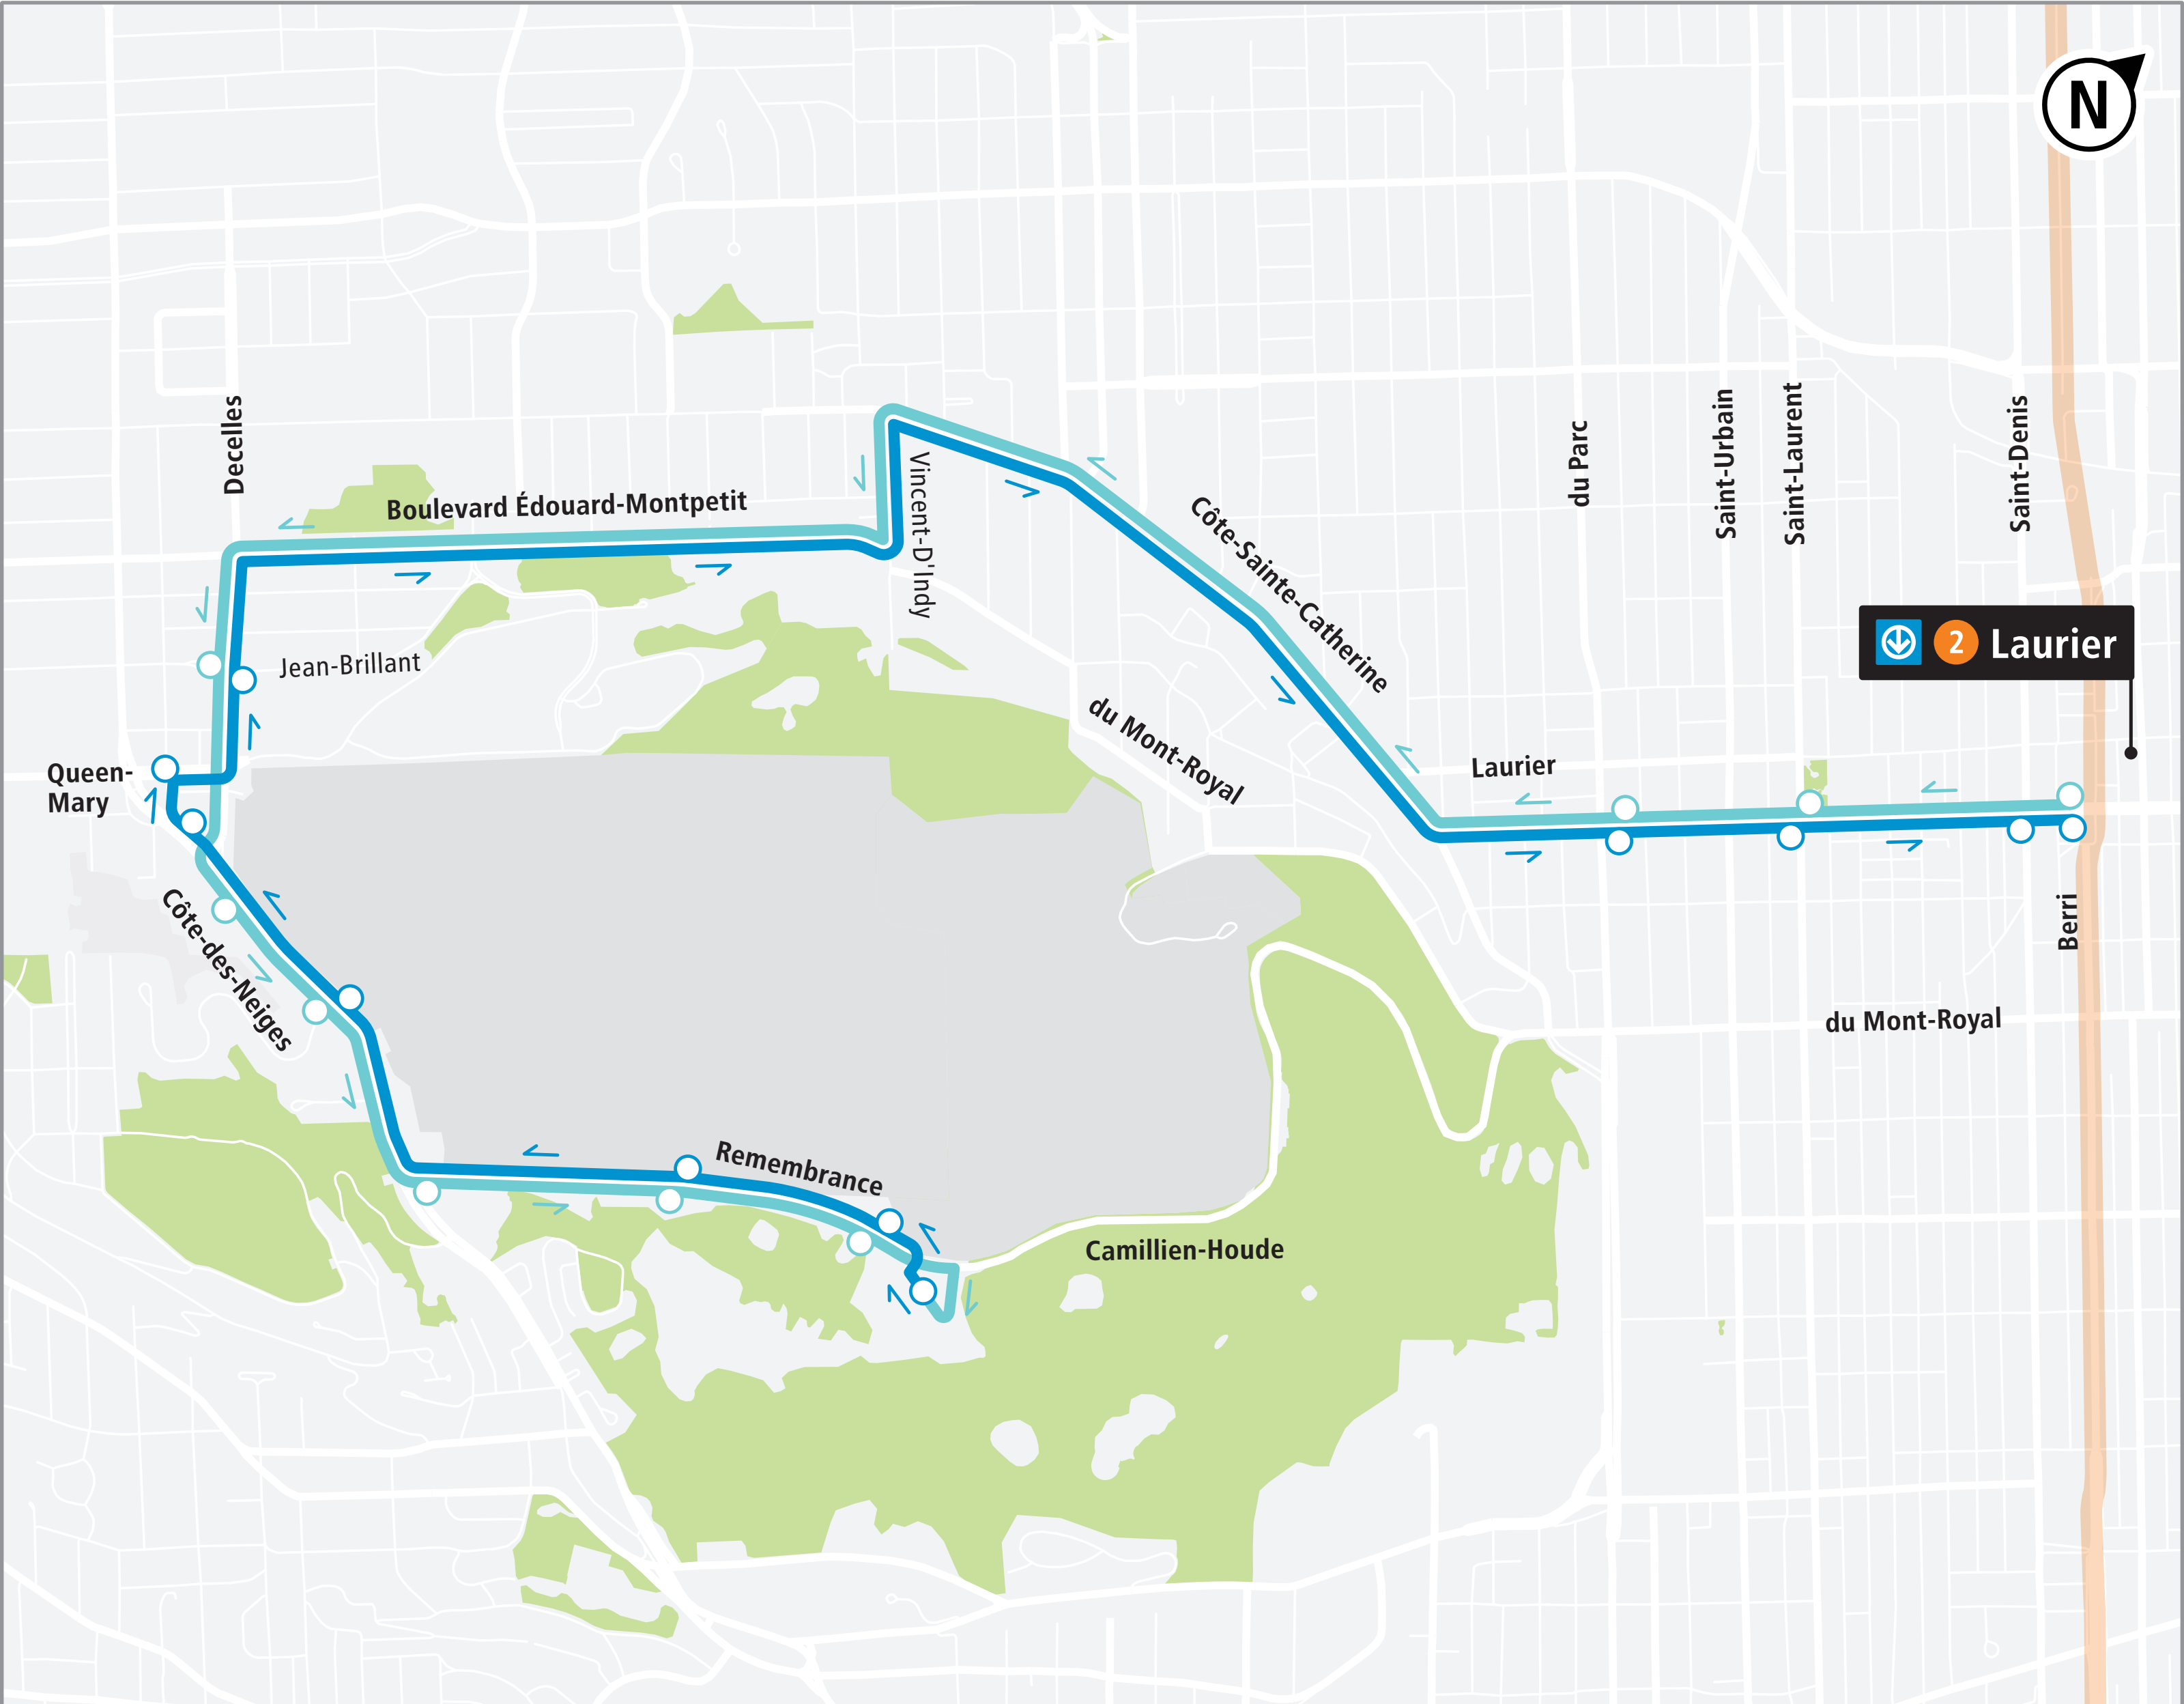 N
Decelles
Boulevard Édouard-Montpetit
Vincent-D'Indy
Côte-Sainte-Catherine
du Parc
Saint-Urbain
Saint-Laurent
Saint-Denis
2 Laurier
Jean-Brillant
Queen-
Mary
du Mont-Royal
Laurier
Berri
Côte-des-Neiges
du Mont-Royal
Remembrance
Camillien-Houde